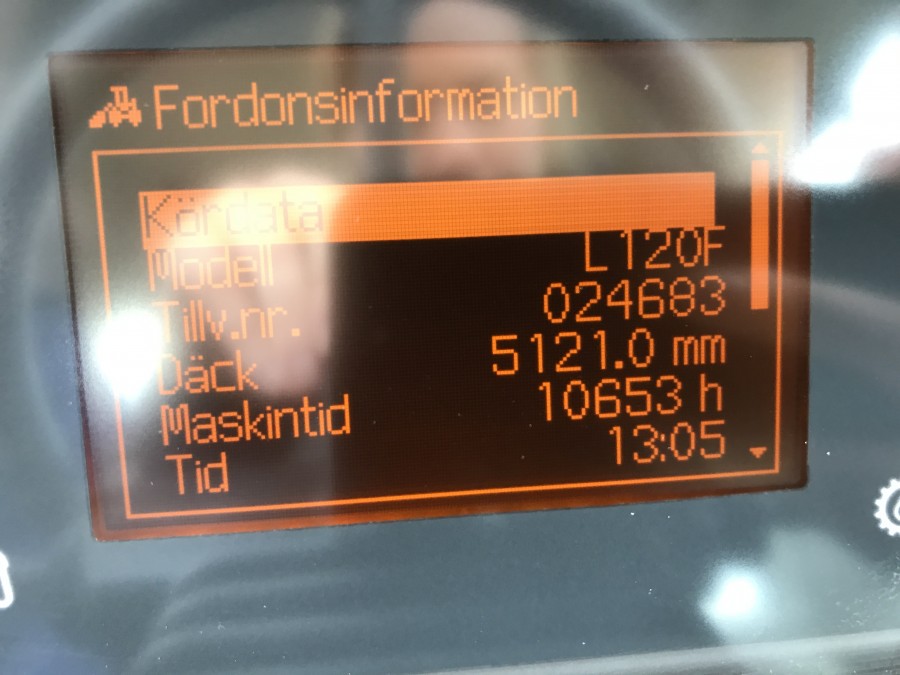 Fordonsinformation
Kördata
Modell L120F
Tillv.nr. 024683
Däck 5121.0 mm
Maskintid 10653 h
Tid 13:05